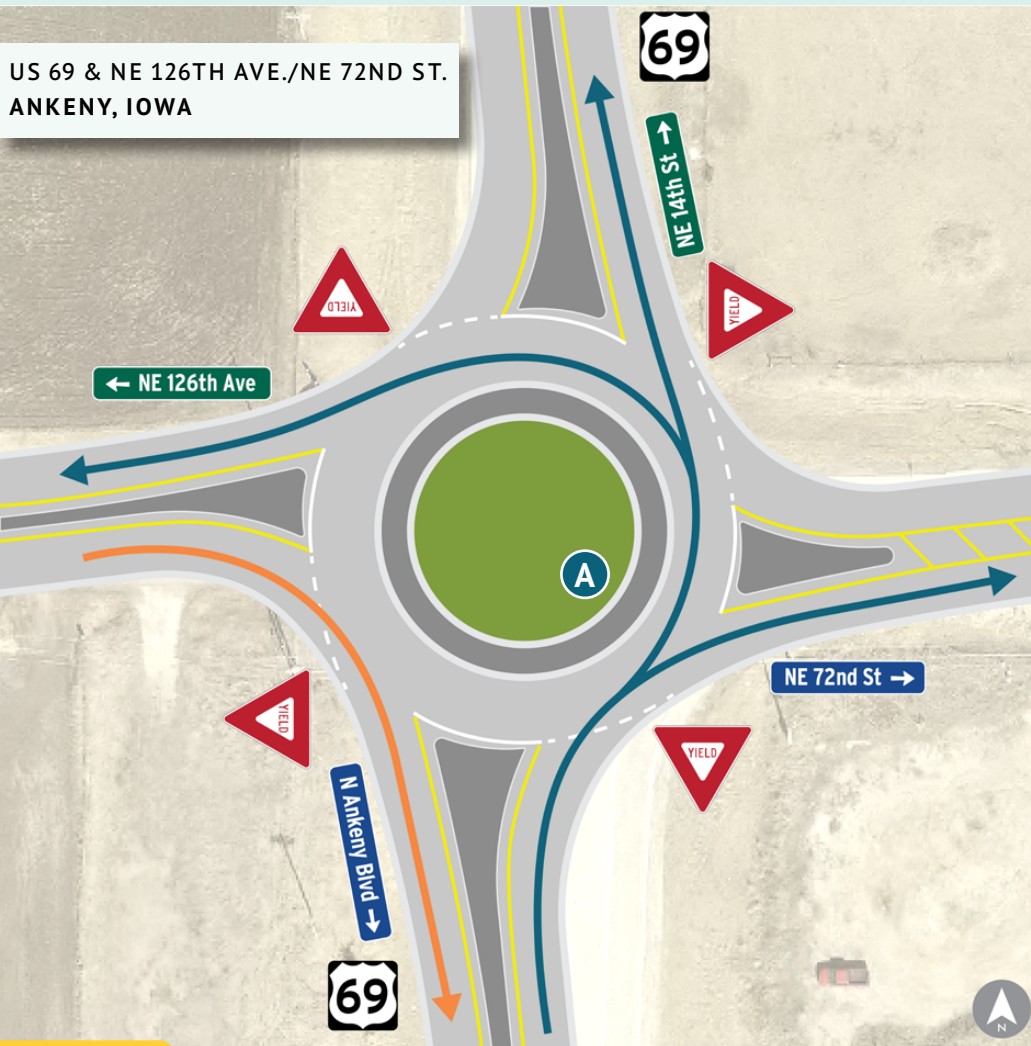 US 69 & NE 126TH AVE./NE 72ND ST.
ANKENY, IOWA
69
NE 14th St →
YIELD
YIELD
← NE 126th Ave
A
NE 72nd St →
YIELD
YIELD
N Ankeny Blvd →
69
N